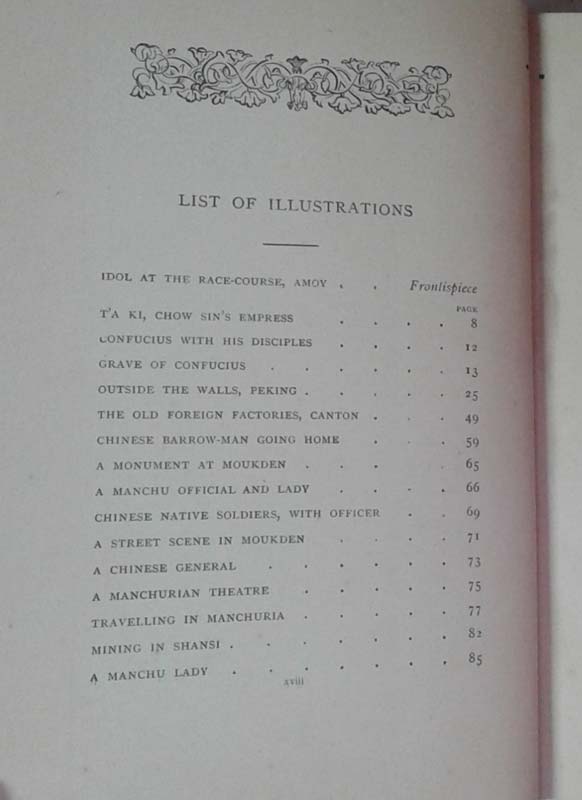 LIST OF ILLUSTRATIONS
IDOL AT THE RACE-COURSE, AMOY . . Frontispiece
PAGE
T'A KI, CHOW SIN'S EMPRESS . . . . 8
CONFUCIUS WITH HIS DISCIPLES . . . . 12
GRAVE OF CONFUCIUS . . . . . 13
OUTSIDE THE WALLS, PEKING . . . . . 25
THE OLD FOREIGN FACTORIES, CANTON . . . 49
CHINESE BARROW-MAN GOING HOME . . . 59
A MONUMENT AT MOUKDEN . . . . . 65
A MANCHU OFFICIAL AND LADY . . . . 66
CHINESE NATIVE SOLDIERS, WITH OFFICER . . 69
A STREET SCENE IN MOUKDEN . . . . 71
A CHINESE GENERAL . . . . . . 73
A MANCHURIAN THEATRE . . . . . 75
TRAVELLING IN MANCHURIA . . . . . 77
MINING IN SHANSI . . . . . . . 82
A MANCHU LADY . . . . . . . 85
xviii